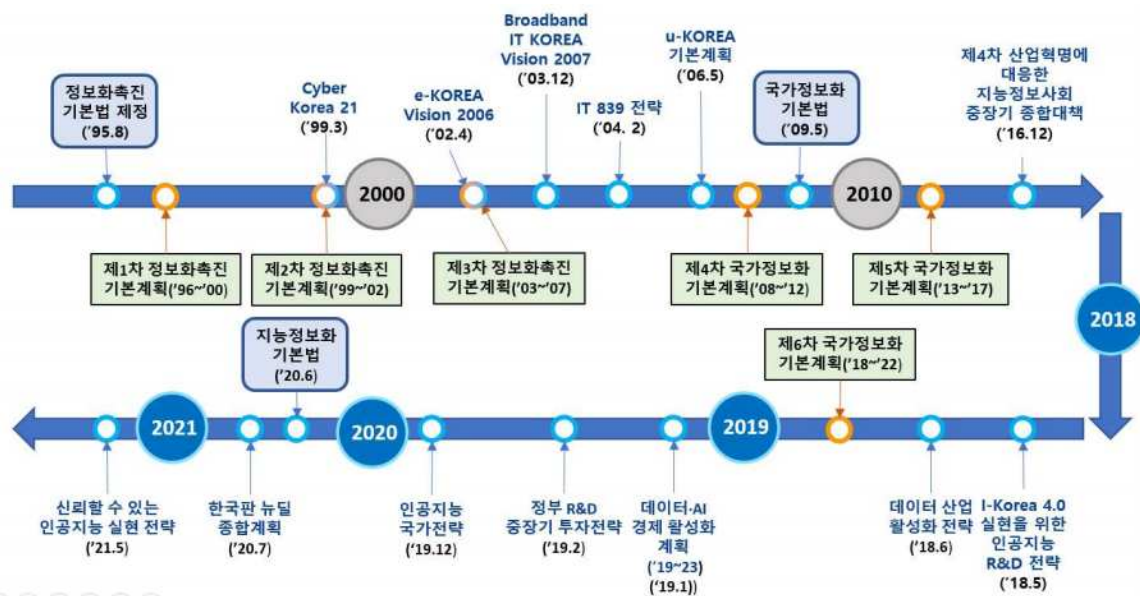 정보화촉진
기본법 제정
('95.8)
Cyber
Korea 21
('99.3)
e-KOREA
Vision 2006
('02.4)
Broadband
IT KOREA
Vision 2007
('03.12)
IT 839 전략
('04. 2)
u-KOREA
기본계획
('06.5)
국가정보화
기본법
('09.5)
제4차 산업혁명에
대응한
지능정보사회
중장기 종합대책
('16.12)
2000
2010
제1차 정보화촉진
기본계획('96~'00)
제2차 정보화촉진
기본계획('99~'02)
제3차 정보화촉진
기본계획('03~'07)
제4차 국가정보화
기본계획('08~'12)
제5차 국가정보화
기본계획('13~'17)
2018
지능정보화
기본법
('20.6)
제6차 국가정보화
기본계획('18~'22)
2021
2020
2019
신뢰할 수 있는
인공지능 실현 전략
('21.5)
한국판 뉴딜
종합계획
('20.7)
인공지능
국가전략
('19.12)
정부 R&D
중장기 투자전략
('19.2)
데이터·AI
경제 활성화
계획
('19~23)
('19.1))
데이터 산업
활성화 전략
('18.6)
I-Korea 4.0
실현을 위한
인공지능
R&D 전략
('18.5)